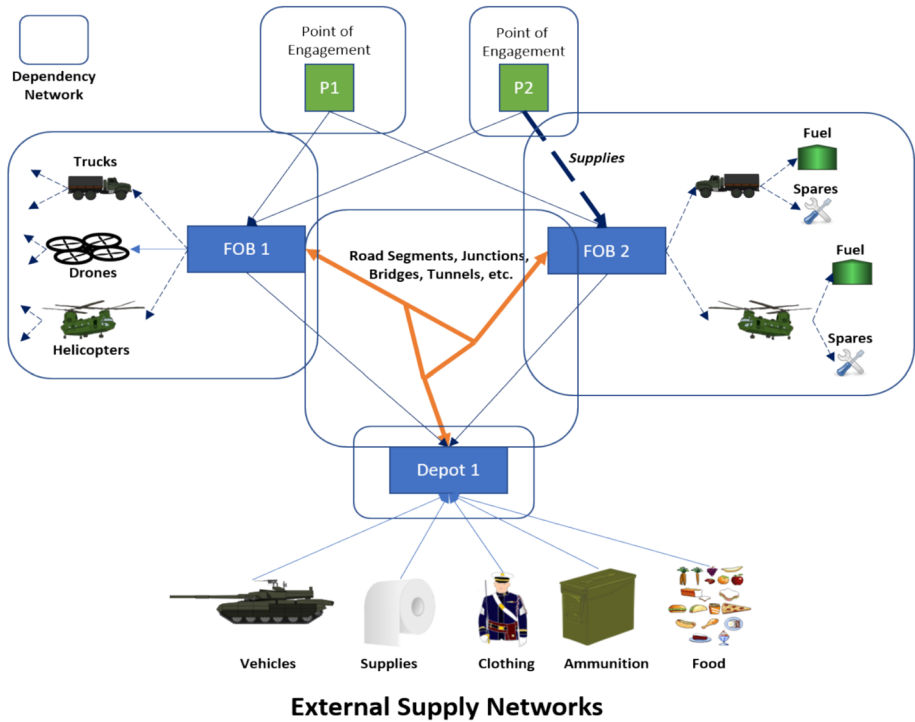 Dependency
Network
Point of
Engagement
P1
Point of
Engagement
P2
Supplies
Trucks
Drones
Helicopters
FOB 1
Road Segments, Junctions,
Bridges, Tunnels, etc.
FOB 2
Fuel
Spares
Fuel
Spares
Depot 1
Vehicles
Supplies
Clothing
Ammunition
Food
External Supply Networks